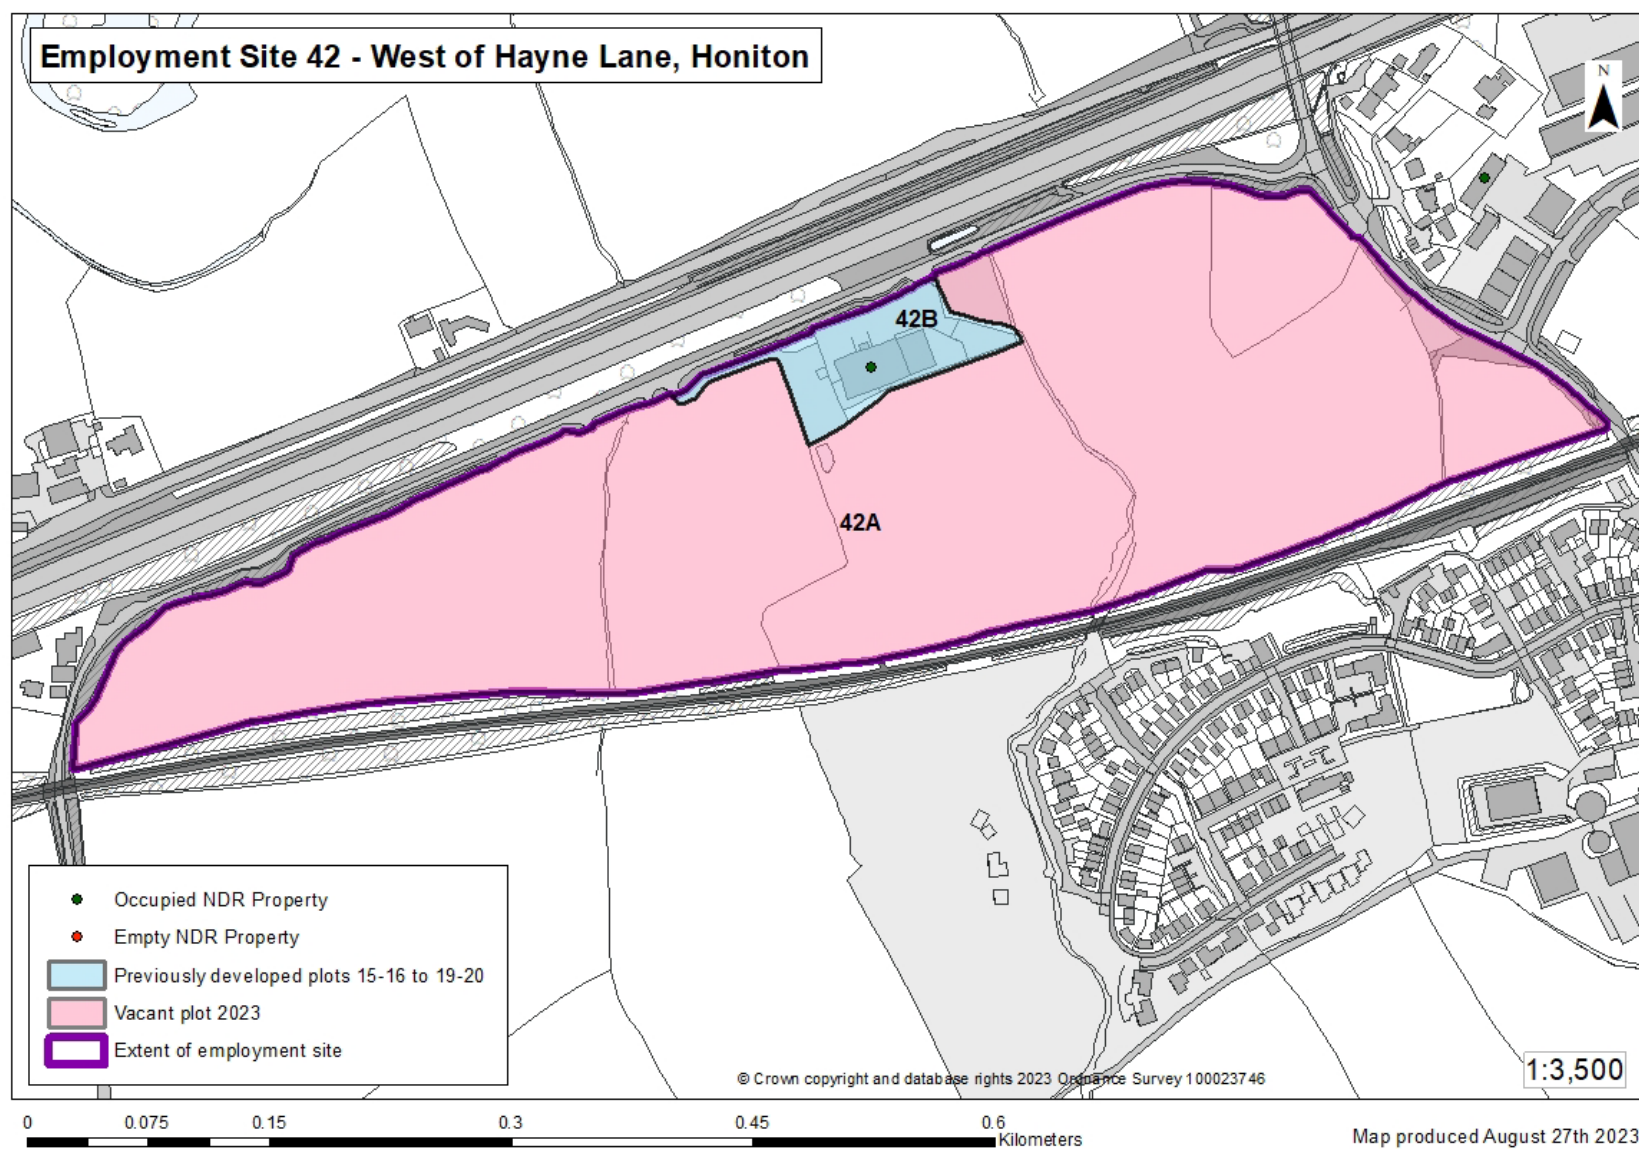 Employment Site 42 - West of Hayne Lane, Honiton
N
42B
42A
Occupied NDR Property
Empty NDR Property
Previously developed plots 15-16 to 19-20
Vacant plot 2023
Extent of employment site
© Crown copyright and database rights 2023 Ordnance Survey 100023746
1:3,500
0 0.075 0.15 0.3 0.45 0.6
Kilometers
Map produced August 27th 2023